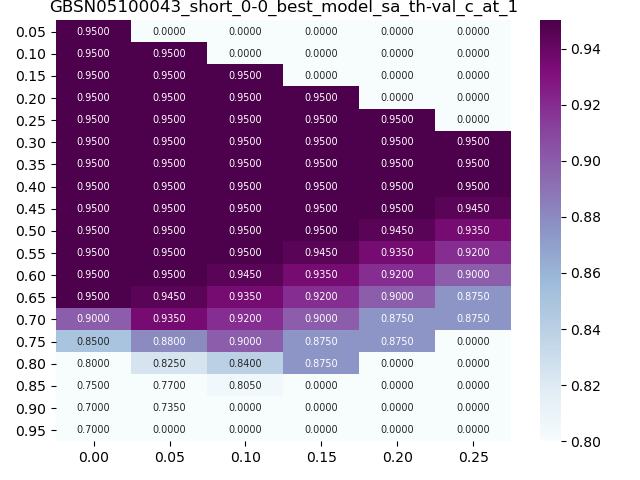 GBSN05100043_short_0-0_best_model_sa_th-val_c_at_1
0.05 0.9500 0.0000 0.0000 0.0000 0.0000 0.0000
0.10 0.9500 0.9500 0.0000 0.0000 0.0000 0.0000
0.15 0.9500 0.9500 0.9500 0.0000 0.0000 0.0000
0.20 0.9500 0.9500 0.9500 0.9500 0.0000 0.0000
0.25 0.9500 0.9500 0.9500 0.9500 0.9500 0.0000
0.30 0.9500 0.9500 0.9500 0.9500 0.9500 0.9500
0.35 0.9500 0.9500 0.9500 0.9500 0.9500 0.9500
0.40 0.9500 0.9500 0.9500 0.9500 0.9500 0.9500
0.45 0.9500 0.9500 0.9500 0.9500 0.9500 0.9450
0.50 0.9500 0.9500 0.9500 0.9500 0.9450 0.9350
0.55 0.9500 0.9500 0.9500 0.9450 0.9350 0.9200
0.60 0.9500 0.9500 0.9450 0.9350 0.9200 0.9000
0.65 0.9500 0.9450 0.9350 0.9200 0.9000 0.8750
0.70 0.9000 0.9350 0.9200 0.9000 0.8750 0.8750
0.75 0.8500 0.8800 0.9000 0.8750 0.8750 0.0000
0.80 0.8000 0.8250 0.8400 0.8750 0.0000 0.0000
0.85 0.7500 0.7700 0.8050 0.0000 0.0000 0.0000
0.90 0.7000 0.7350 0.0000 0.0000 0.0000 0.0000
0.95 0.7000 0.0000 0.0000 0.0000 0.0000 0.0000
0.00 0.05 0.10 0.15 0.20 0.25
0.94
0.92
0.90
0.88
0.86
0.84
0.82
0.80